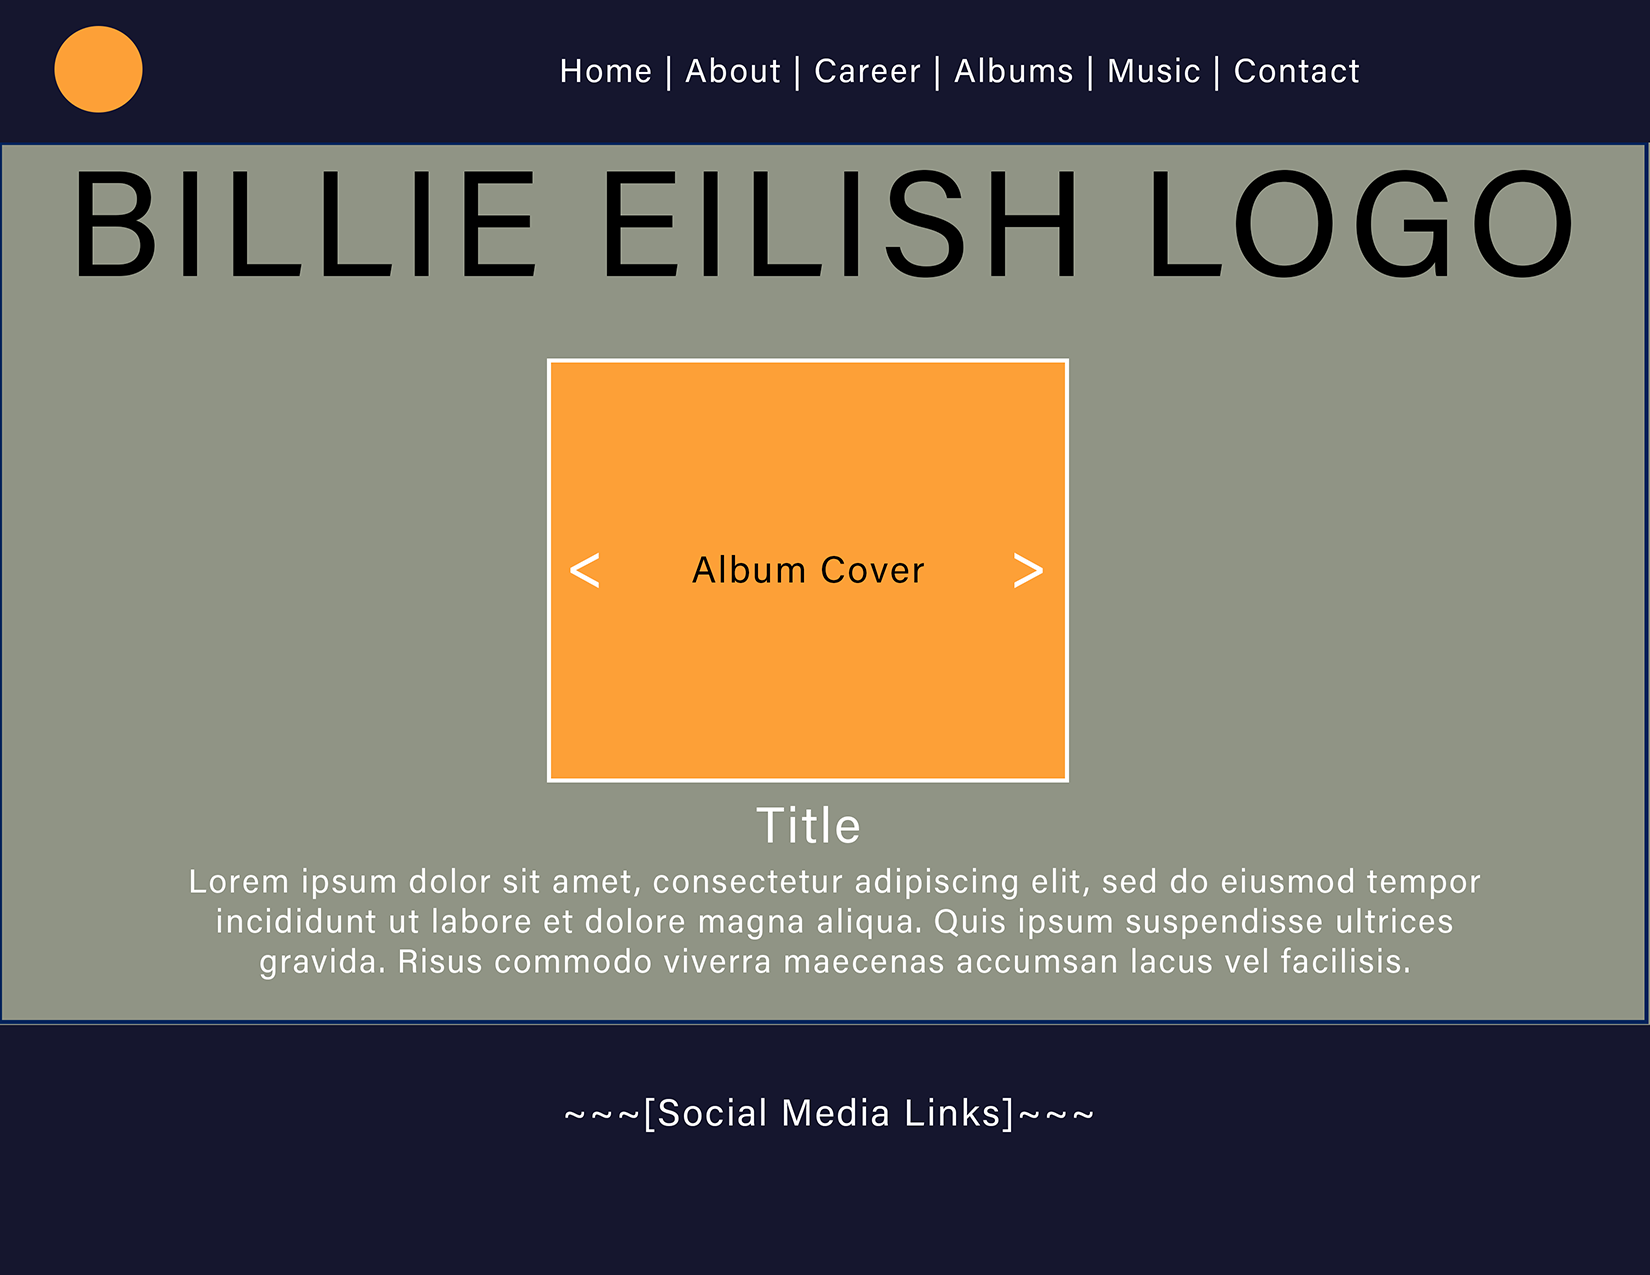 Home | About | Career | Albums | Music | Contact
BILLIE EILISH LOGO
< Album Cover >
Title
Lorem ipsum dolor sit amet, consectetur adipiscing elit, sed do eiusmod tempor
incididunt ut labore et dolore magna aliqua. Quis ipsum suspendisse ultrices
gravida. Risus commodo viverra maecenas accumsan lacus vel facilisis.
~~~[Social Media Links]~~~